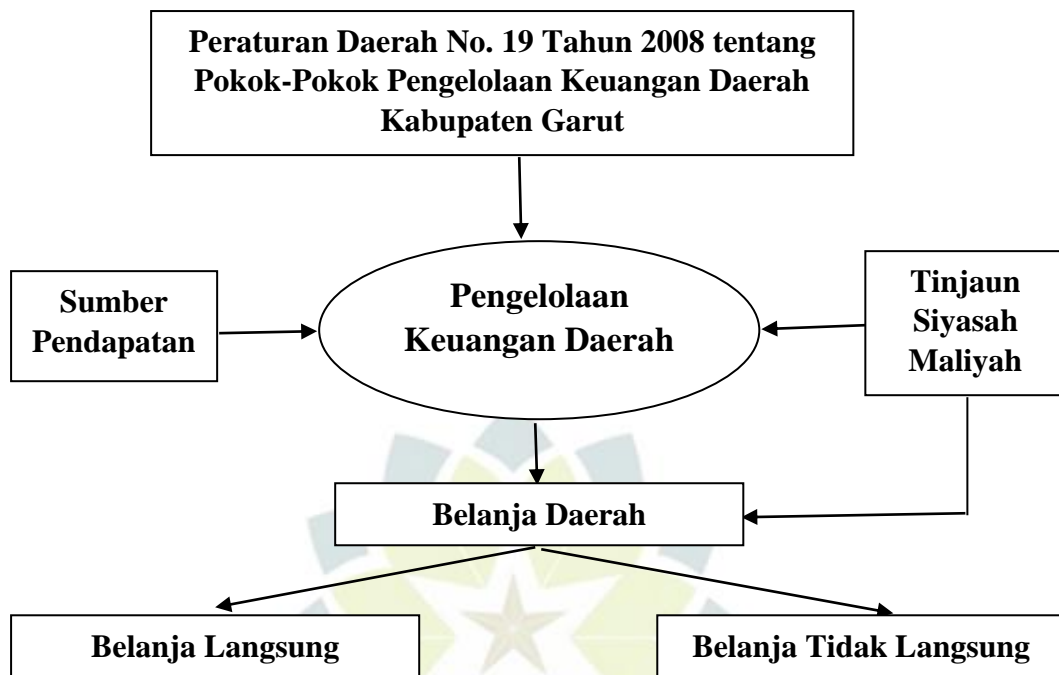 Peraturan Daerah No. 19 Tahun 2008 tentang
Pokok-Pokok Pengelolaan Keuangan Daerah
Kabupaten Garut
Sumber
Pendapatan
Pengelolaan
Keuangan Daerah
Tinjaun
Siyasah
Maliyah
Belanja Daerah
Belanja Langsung
Belanja Tidak Langsung